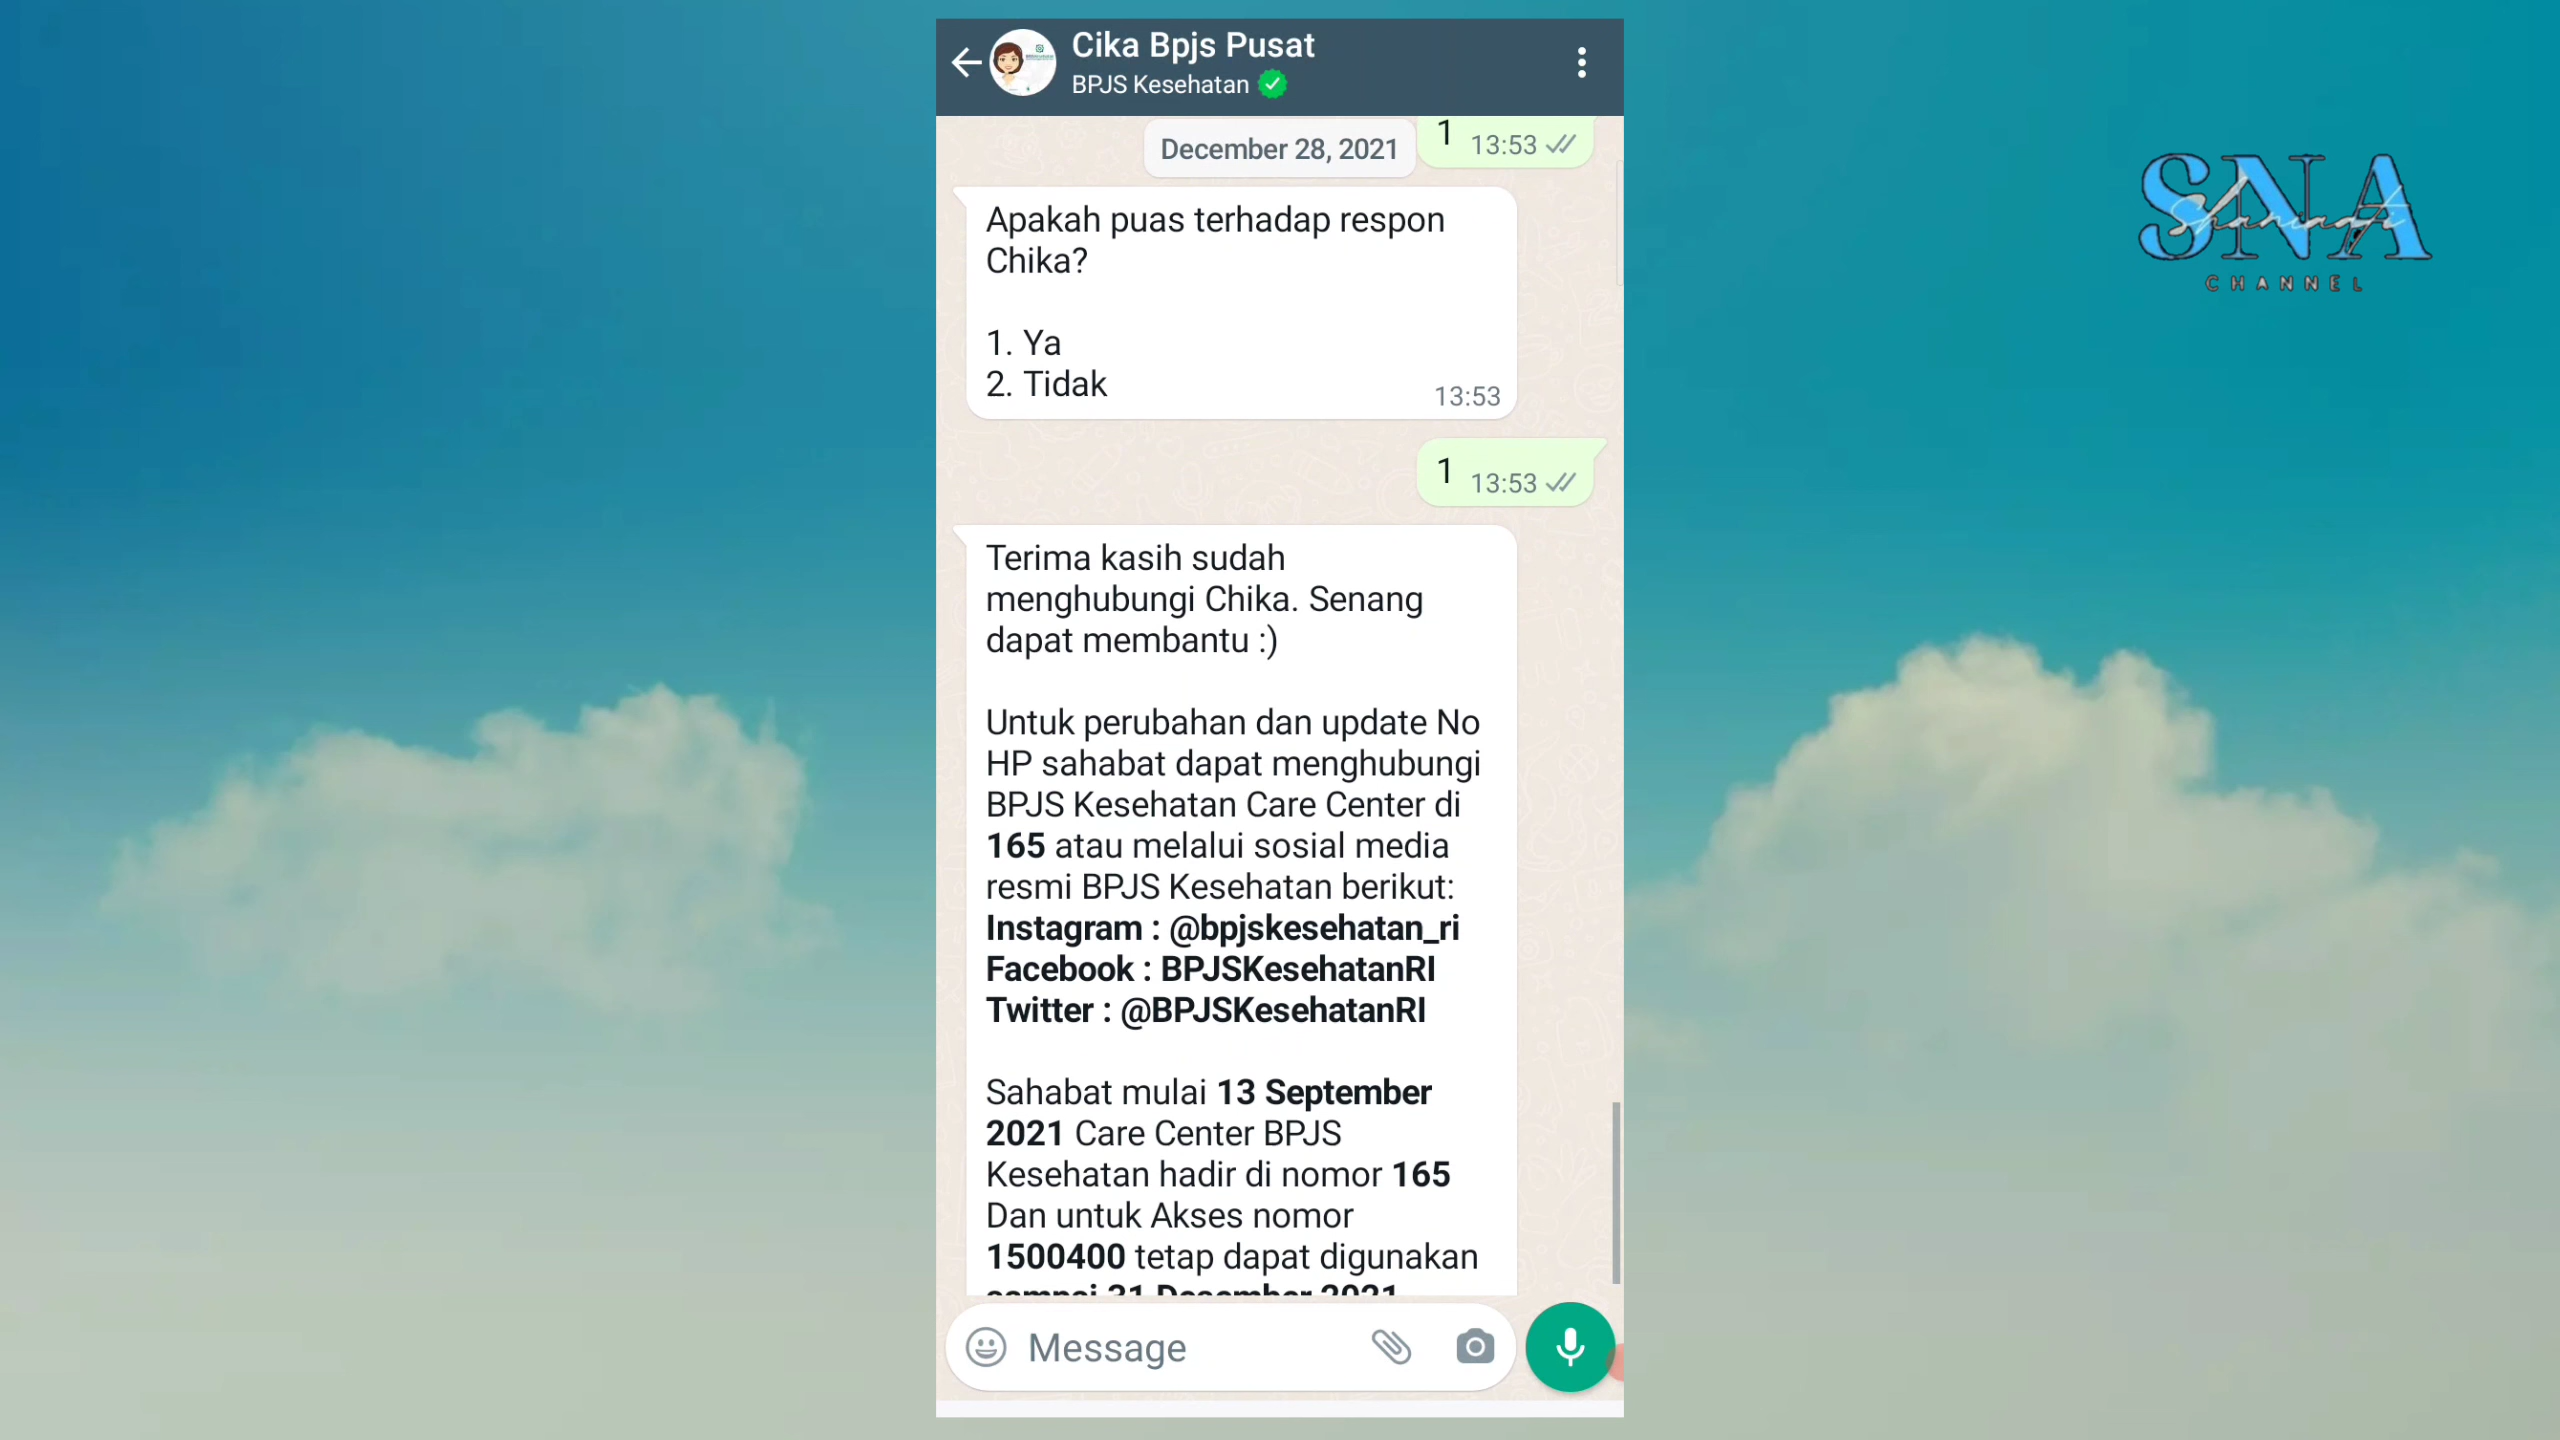 Cika Bpjs Pusat
BPJS Kesehatan
December 28, 2021
1 13:53
Apakah puas terhadap respon
Chika?
1. Ya
2. Tidak
13:53
1 13:53
Terima kasih sudah
menghubungi Chika. Senang
dapat membantu :)
Untuk perubahan dan update No
HP sahabat dapat menghubungi
BPJS Kesehatan Care Center di
165 atau melalui sosial media
resmi BPJS Kesehatan berikut:
Instagram : @bpjskesehatan_ri
Facebook : BPJSKesehatanRI
Twitter : @BPJSKesehatanRI
Sahabat mulai 13 September
2021 Care Center BPJS
Kesehatan hadir di nomor 165
Dan untuk Akses nomor
1500400 tetap dapat digunakan
sampai 31 Desember 2021
Message
SNA
CHANNEL